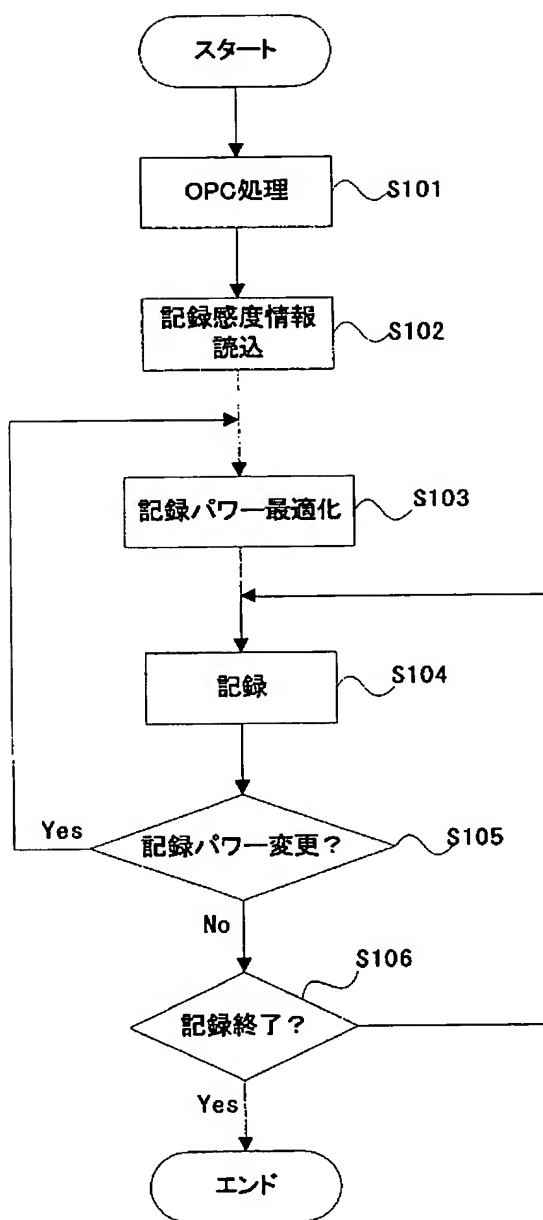 スタート
OPC処理
S101
記録感度情報
読込
S102
記録パワー最適化
S103
記録
S104
記録パワー変更？
S105
Yes
No
S106
記録終了？
Yes
エンド